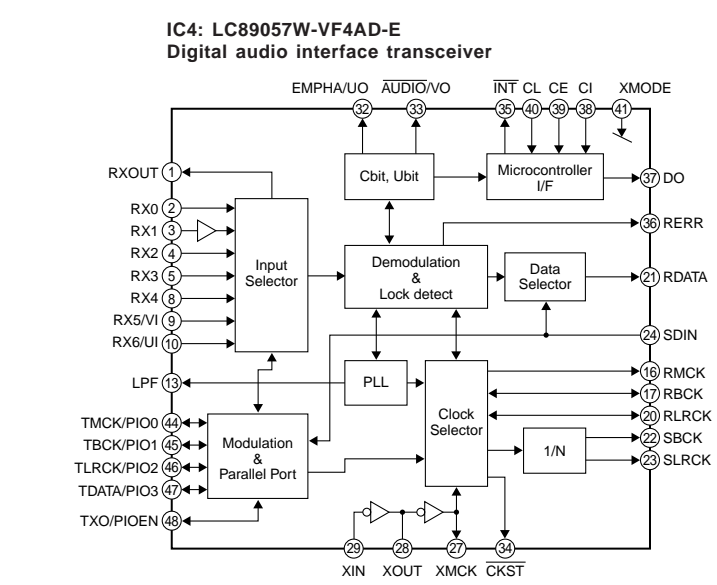 IC4: LC89057W-VF4AD-E
Digital audio interface transceiver
EMPHA/UO AUDIO/VO INT CL CE CI XMODE
32 33 35 40 39 38 41
RXOUT 1
Cbit, Ubit
Microcontroller
I/F
37 DO
RX0 2
RX1 3
RX2 4
RX3 5
RX4 8
RX5/VI 9
RX6/UI 10
Input
Selector
Demodulation
&
Lock detect
Data
Selector
36 RERR
21 RDATA
24 SDIN
LPF 13
PLL
Clock
Selector
16 RMCK
17 RBCK
20 RLRCK
22 SBCK
23 SLRCK
1/N
TMCK/PIO0 44
TBCK/PIO1 45
TLRCK/PIO2 46
TDATA/PIO3 47
TXO/PIOEN 48
Modulation
&
Parallel Port
29 28 27 34
XIN XOUT XMCK CKST